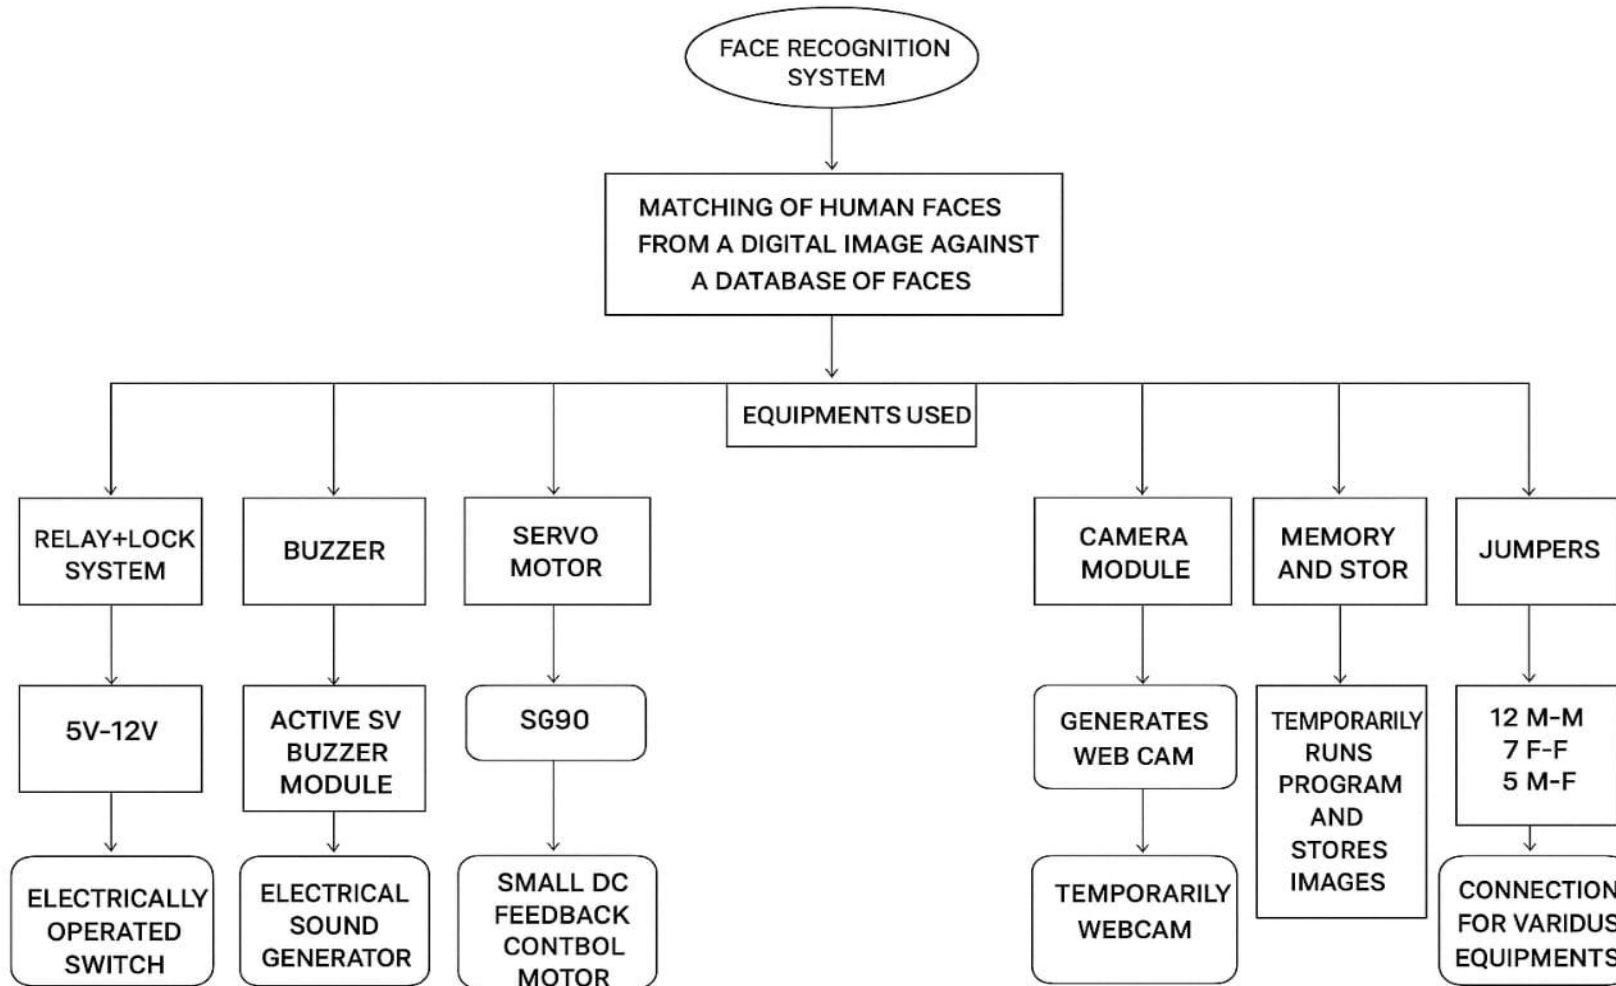 FACE RECOGNITION
SYSTEM
MATCHING OF HUMAN FACES
FROM A DIGITAL IMAGE AGAINST
A DATABASE OF FACES
EQUIPMENTS USED
RELAY+LOCK
SYSTEM
BUZZER
SERVO
MOTOR
CAMERA
MODULE
MEMORY
AND STOR
JUMPERS
5V-12V
ACTIVE SV
BUZZER
MODULE
SG90
GENERATES
WEB CAM
TEMPORARILY
RUNS
PROGRAM
AND
STORES
IMAGES
12 M-M
7 F-F
5 M-F
ELECTRICALLY
OPERATED
SWITCH
ELECTRICAL
SOUND
GENERATOR
SMALL DC
FEEDBACK
CONTBOL
MOTOR
TEMPORARILY
WEBCAM
CONNECTION
FOR VARIDUS
EQUIPMENTS